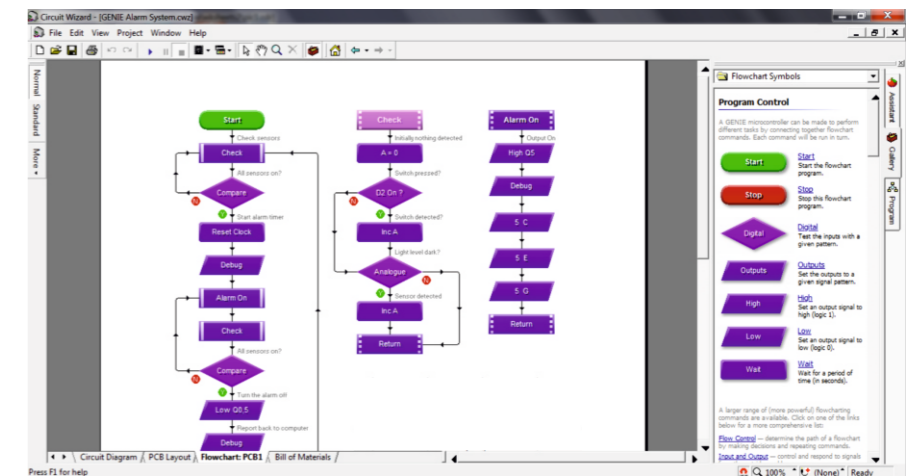 Circuit Wizard - [GENIE Alarm System.cwz]
File Edit View Project Window Help
Normal
Standard
More
Start
Check sensors
Check
All sensors on?
Compare
N
Y
Start alarm timer
Reset Clock
Debug
Alarm On
Check
All sensors on?
Compare
N
Y
Turn the alarm off
Low Q0,5
Report back to computer
Debug
Check
Initially nothing detected
A = 0
Switch pressed?
D2 On ?
N
Y
Switch detected?
Inc A
Light level dark?
Analogue
N
Y
Sensor detected
Inc A
Return
Alarm On
Output On
High Q5
Debug
5 C
5 E
5 G
Return
Flowchart Symbols
Program Control
A GENIE microcontroller can be made to perform
different tasks by connecting together flowchart
commands. Each command will be run in turn.
Start
Start
Start the flowchart
program.
Stop
Stop
Stop this flowchart
program.
Digital
Digital
Test the inputs with a
given pattern.
Outputs
Outputs
Set the outputs to a
given signal pattern.
High
High
Set an output signal to
high (logic 1).
Low
Low
Set an output signal to
low (logic 0).
Wait
Wait
Wait for a period of
time (in seconds).
A larger range of (more powerful) flowcharting
commands are available. Click on one of the links
below for a more comprehensive list:
Flow Control — determine the path of a flowchart
by making decisions and repeating commands.
Input and Output — control and respond to signals
Assistant
Gallery
Program
Circuit Diagram
PCB Layout
Flowchart: PCB1
Bill of Materials
Press F1 for help
100%
(None)
Ready